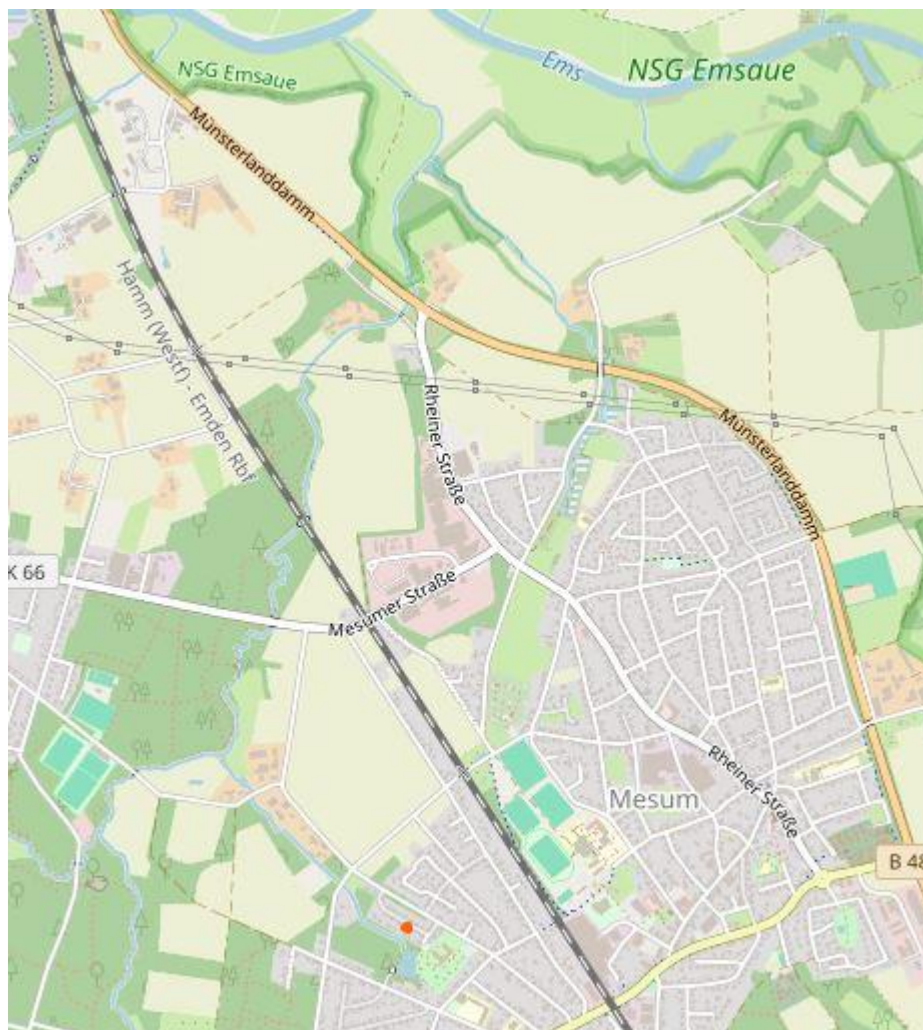 Ems
NSG Emsaue
NSG Emsaue
Münsterlanddamm
Hamm (Westf) - Emden Rbf
Rheiner Straße
Münsterlanddamm
K 66
Mesumer Straße
Rheiner Straße
Mesum
B 48